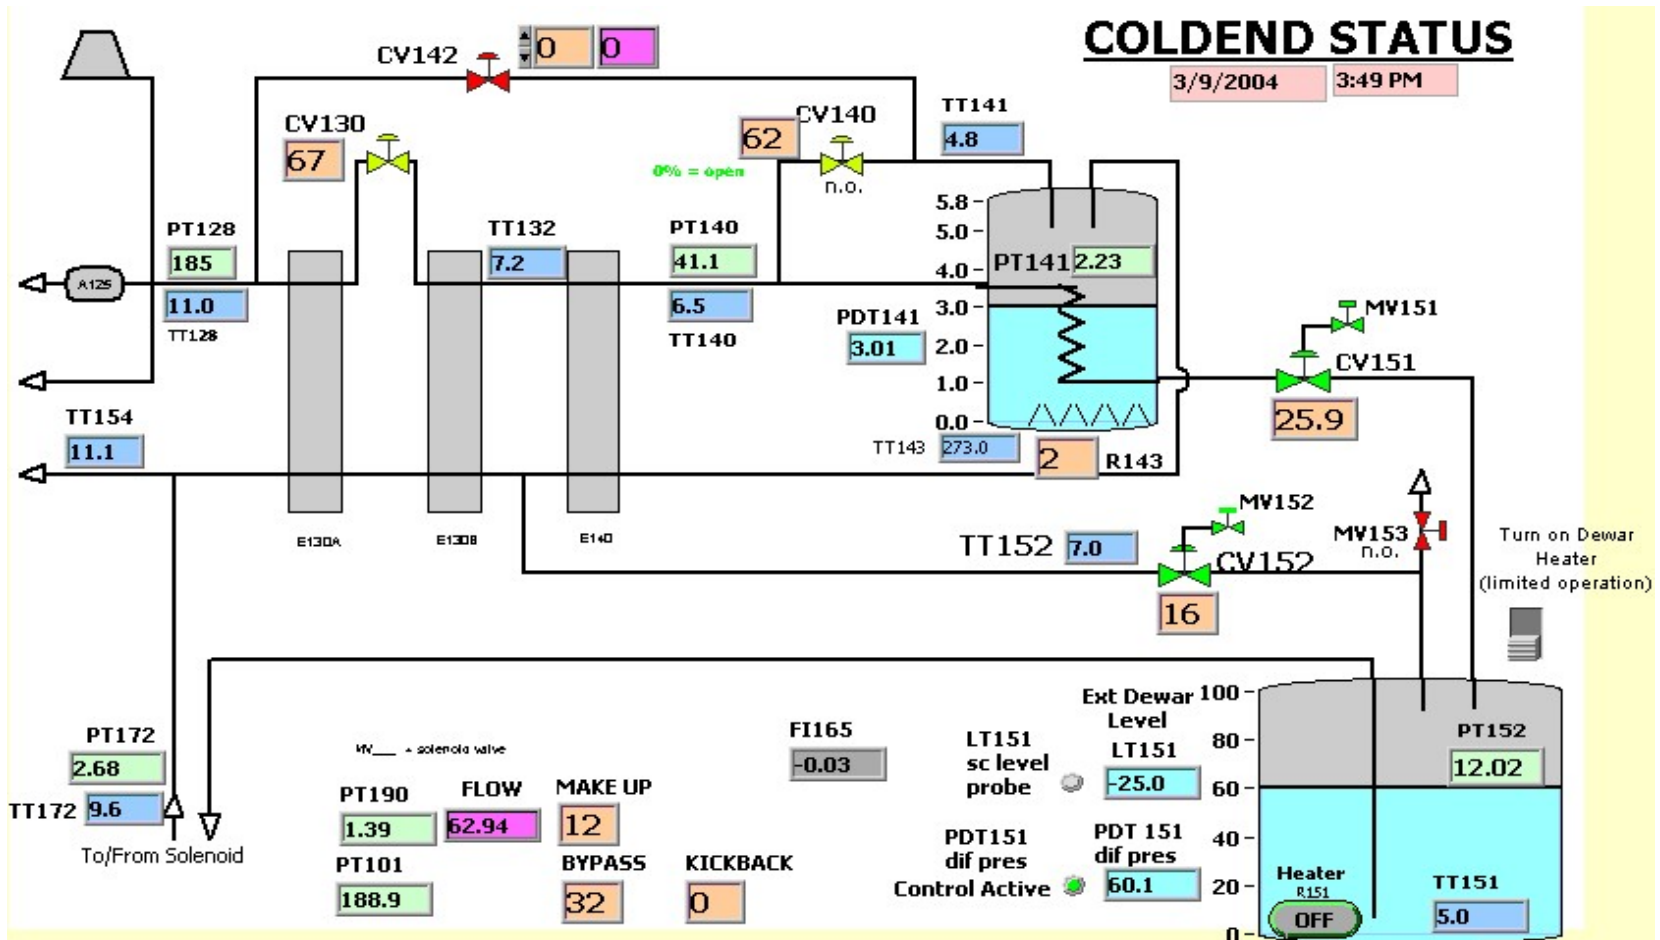 COLDEND STATUS
3/9/2004
3:49 PM
CV142
0
0
CV130
67
62
CV140
n.o.
0% = open
TT141
4.8
PT128
185
11.0
TT128
A125
TT132
7.2
PT140
41.1
6.5
TT140
5.8
5.0
4.0
3.0
2.0
1.0
0.0
PT141
2.23
PDT141
3.01
MV151
CV151
25.9
TT154
11.1
TT143
273.0
2
R143
E130A
E130B
E140
TT152
7.0
MV152
CV152
16
MV153
n.o.
Turn on Dewar
Heater
(limited operation)
PT172
2.68
TT172
9.6
To/From Solenoid
MV___ = solenoid valve
PT190
1.39
FLOW
62.94
MAKE UP
12
PT101
188.9
BYPASS
32
KICKBACK
0
FI165
-0.03
LT151
sc level
probe
Ext Dewar
Level
LT151
-25.0
PDT151
dif pres
Control Active
PDT 151
dif pres
60.1
100
80
60
40
20
0
PT152
12.02
Heater
R151
OFF
TT151
5.0